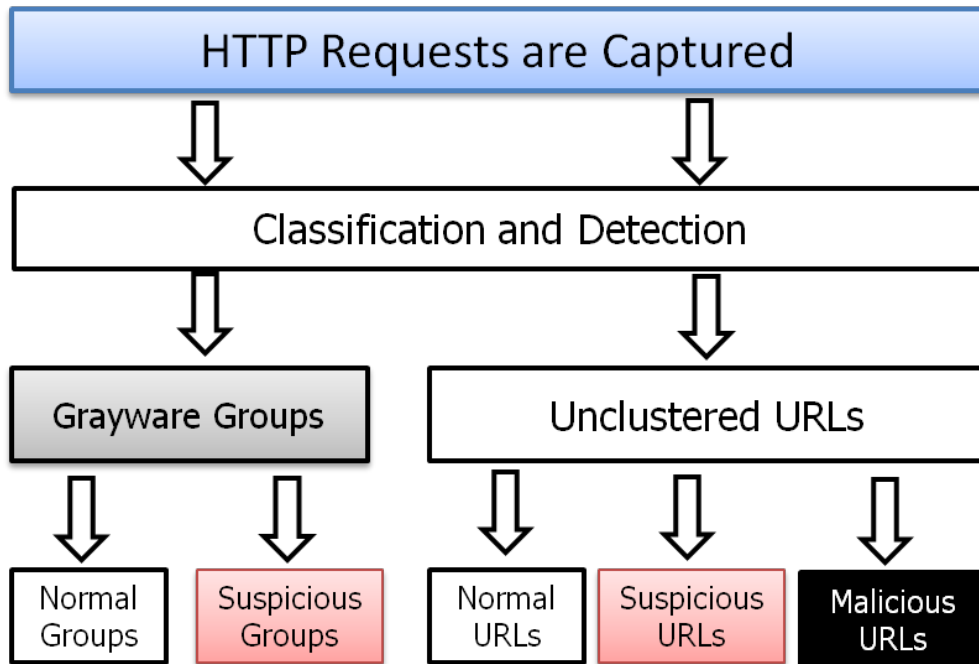 HTTP Requests are Captured
Classification and Detection
Grayware Groups
Unclustered URLs
Normal
Groups
Suspicious
Groups
Normal
URLs
Suspicious
URLs
Malicious
URLs